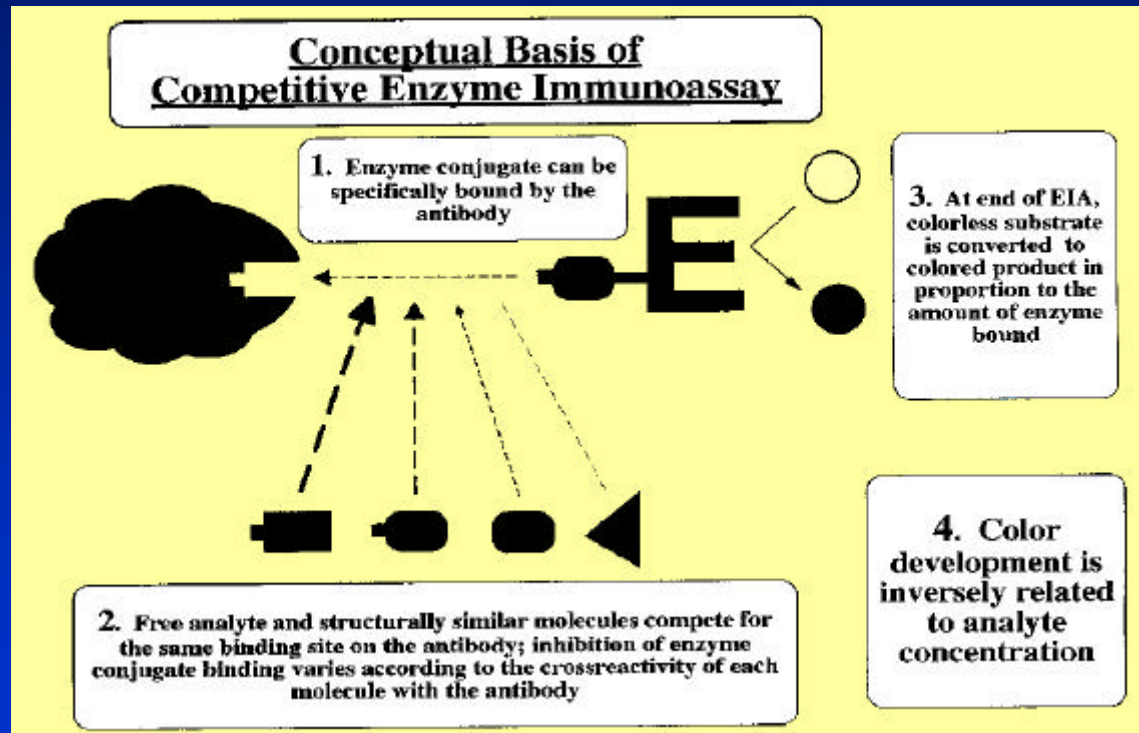 Conceptual Basis of
Competitive Enzyme Immunoassay
1. Enzyme conjugate can be
specifically bound by the
antibody
E
3. At end of EIA,
colorless substrate
is converted to
colored product in
proportion to the
amount of enzyme
bound
2. Free analyte and structurally similar molecules compete for
the same binding site on the antibody; inhibition of enzyme
conjugate binding varies according to the crossreactivity of each
molecule with the antibody
4. Color
development is
inversely related
to analyte
concentration